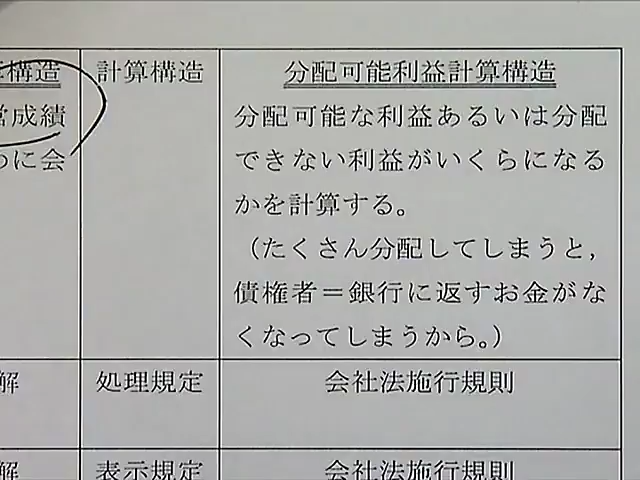 構造
計算構造
分配可能利益計算構造
営成績
分配可能な利益あるいは分配
めに会
できない利益がいくらになる
かを計算する。
（たくさん分配してしまうと，
債権者＝銀行に返すお金がな
くなってしまうから。）
解
処理規定
会社法施行規則
解
表示規定
会社法施行規則